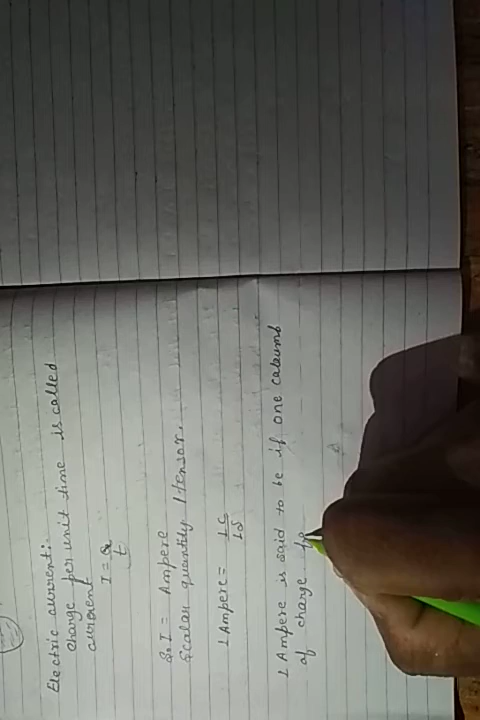 Electric current:-
charge per unit time is called
current
I = Q/t
S.I = Ampere
Scalar quantity / tensor.
1 Ampere = 1C/1S
1 Ampere is said to be if one caloumb
of charge